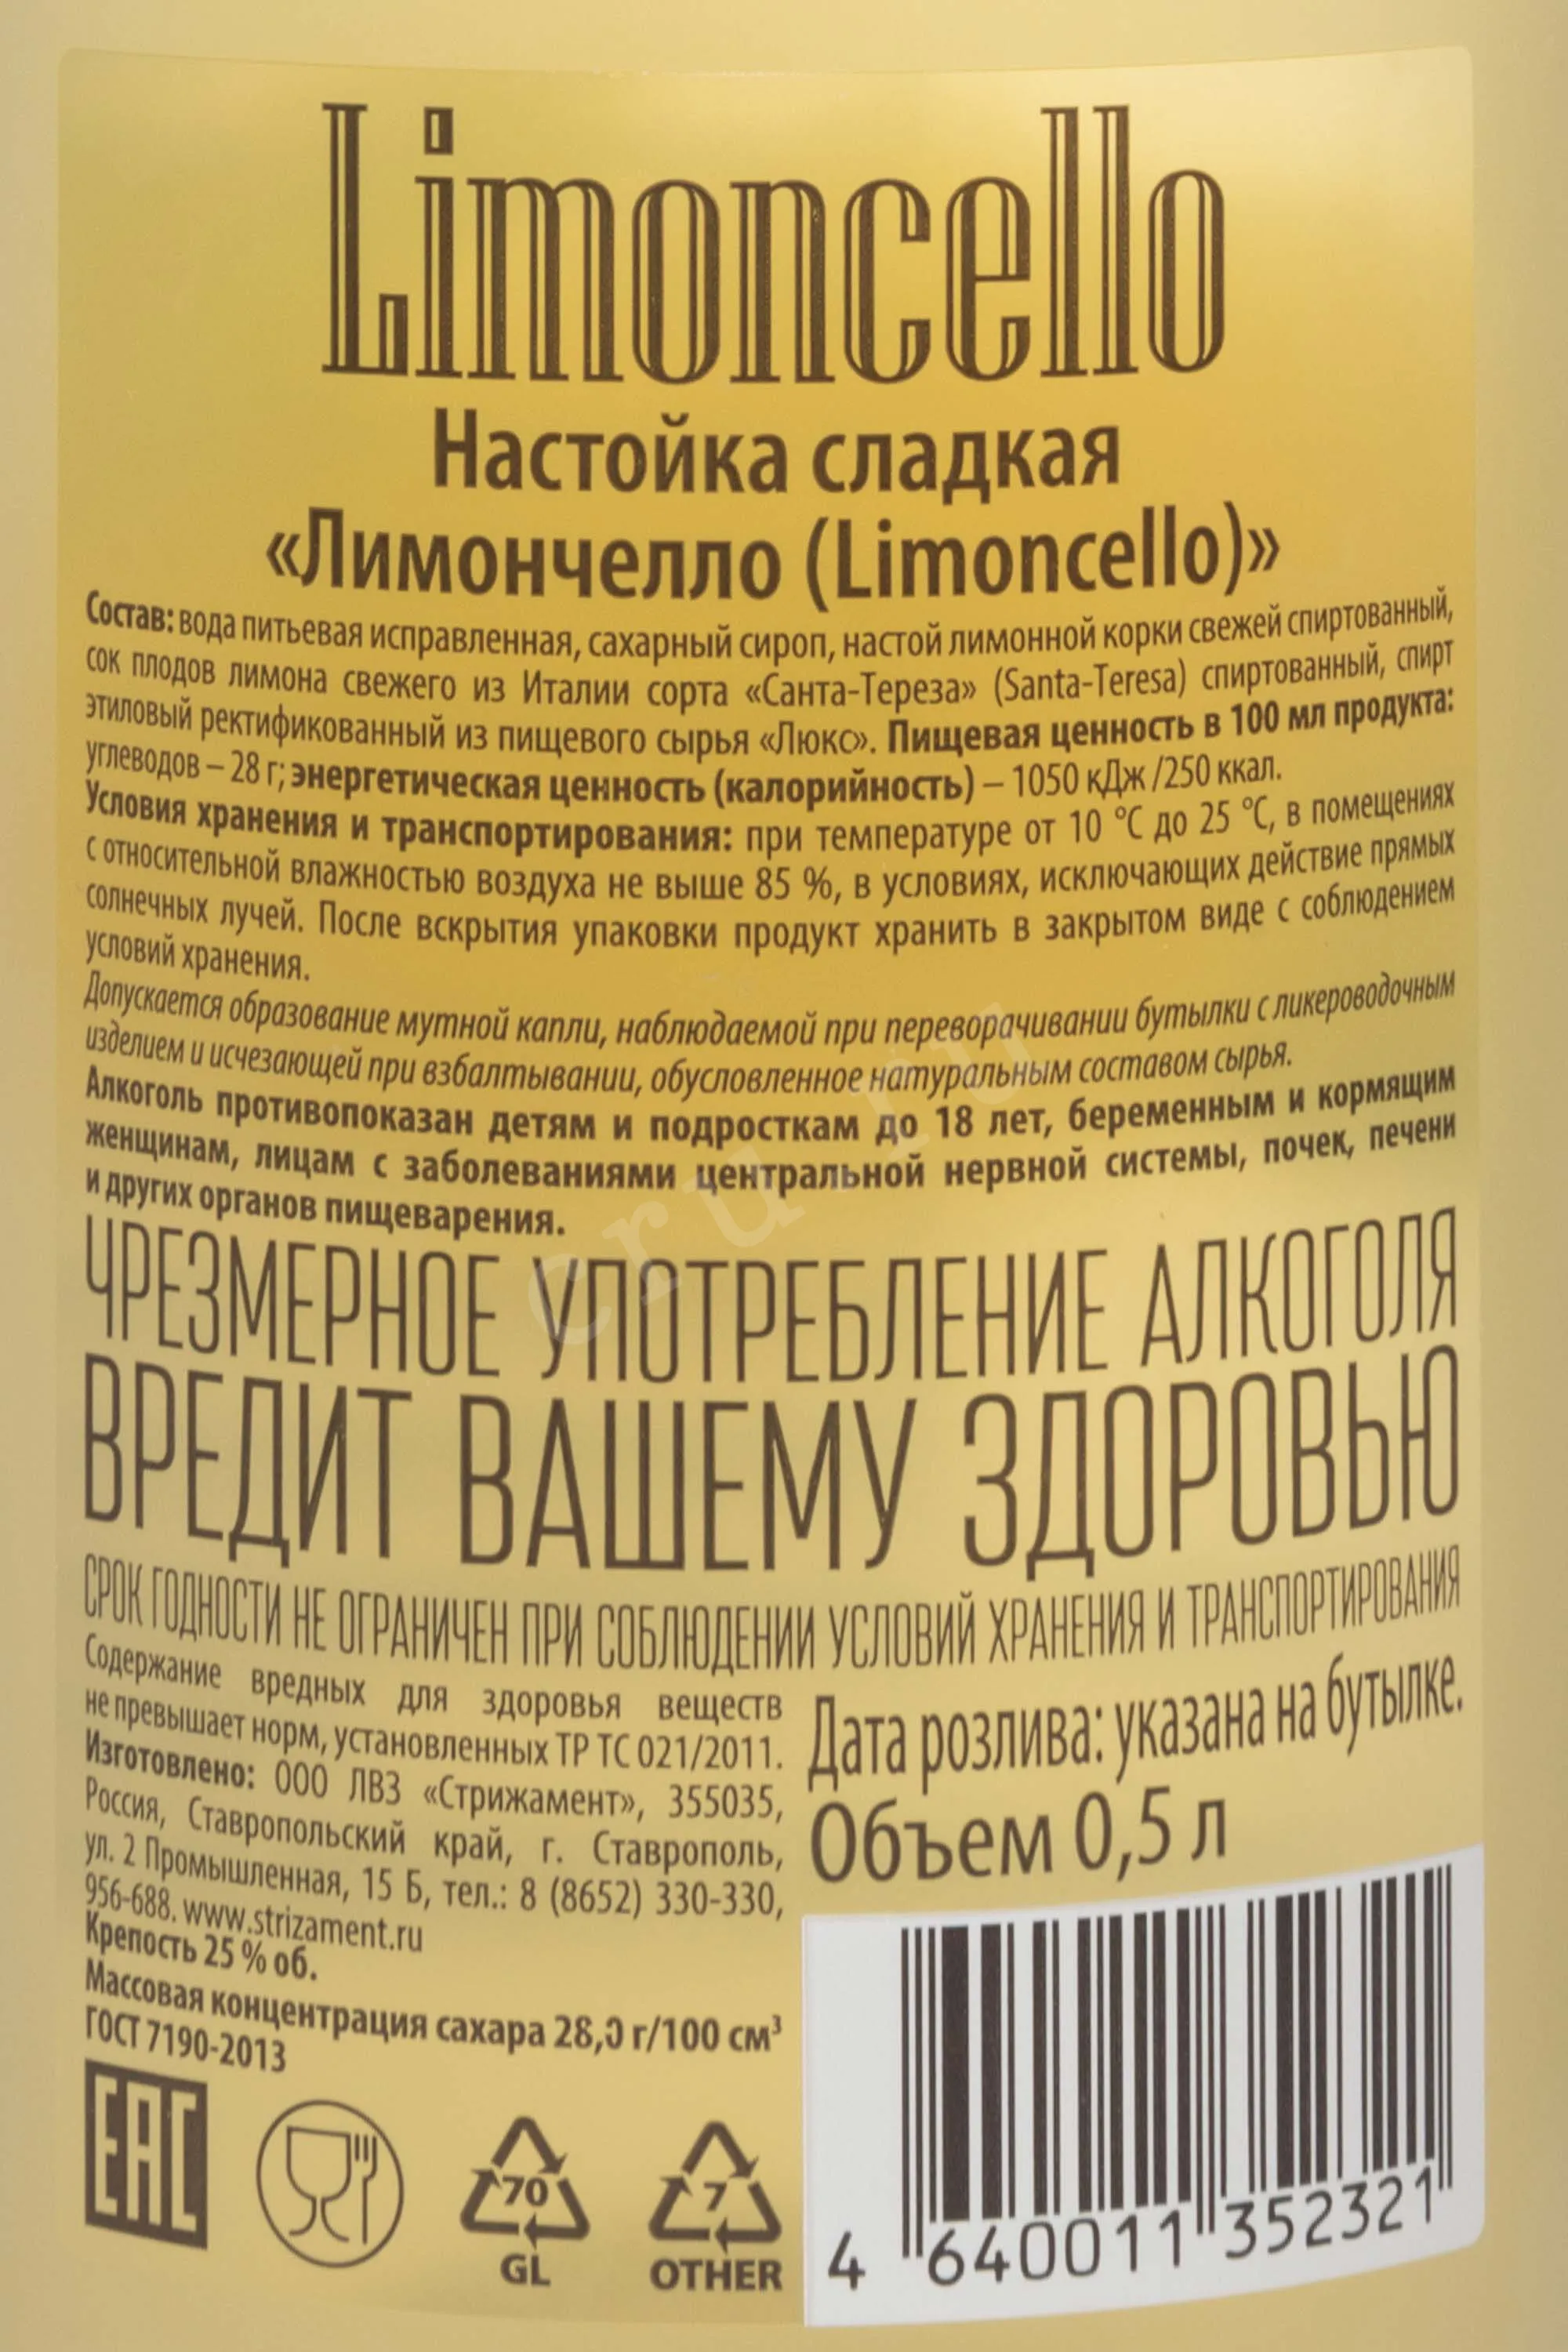 Limoncello
Настойка сладкая
«Лимончелло (Limoncello)»
Состав: вода питьевая исправленная, сахарный сироп, настой лимонной корки свежей спиртованный,
сок плодов лимона свежего из Италии сорта «Санта-Тереза» (Santa-Teresa) спиртованный, спирт
этиловый ректификованный из пищевого сырья «Люкс». Пищевая ценность в 100 мл продукта:
углеводов – 28 г; энергетическая ценность (калорийность) – 1050 кДж /250 ккал.
Условия хранения и транспортирования: при температуре от 10 °С до 25 °С, в помещениях
с относительной влажностью воздуха не выше 85 %, в условиях, исключающих действие прямых
солнечных лучей. После вскрытия упаковки продукт хранить в закрытом виде с соблюдением
условий хранения.
Допускается образование мутной капли, наблюдаемой при переворачивании бутылки с ликероводочным
изделием и исчезающей при взбалтывании, обусловленное натуральным составом сырья.
Алкоголь противопоказан детям и подросткам до 18 лет, беременным и кормящим
женщинам, лицам с заболеваниями центральной нервной системы, почек, печени
и других органов пищеварения.
ЧРЕЗМЕРНОЕ УПОТРЕБЛЕНИЕ АЛКОГОЛЯ
ВРЕДИТ ВАШЕМУ ЗДОРОВЬЮ
СРОК ГОДНОСТИ НЕ ОГРАНИЧЕН ПРИ СОБЛЮДЕНИИ УСЛОВИЙ ХРАНЕНИЯ И ТРАНСПОРТИРОВАНИЯ
Содержание вредных для здоровья веществ
не превышает норм, установленных ТР ТС 021/2011.
Изготовлено: ООО ЛВЗ «Стрижамент», 355035,
Россия, Ставропольский край, г. Ставрополь,
ул. 2 Промышленная, 15 Б, тел.: 8 (8652) 330-330,
956-688. www.strizament.ru
Крепость 25 % об.
Массовая концентрация сахара 28,0 г/100 см³
ГОСТ 7190-2013
Дата розлива: указана на бутылке.
Объем 0,5 л
EAC
70
GL
7
OTHER
4 640011 352321
cru.ru